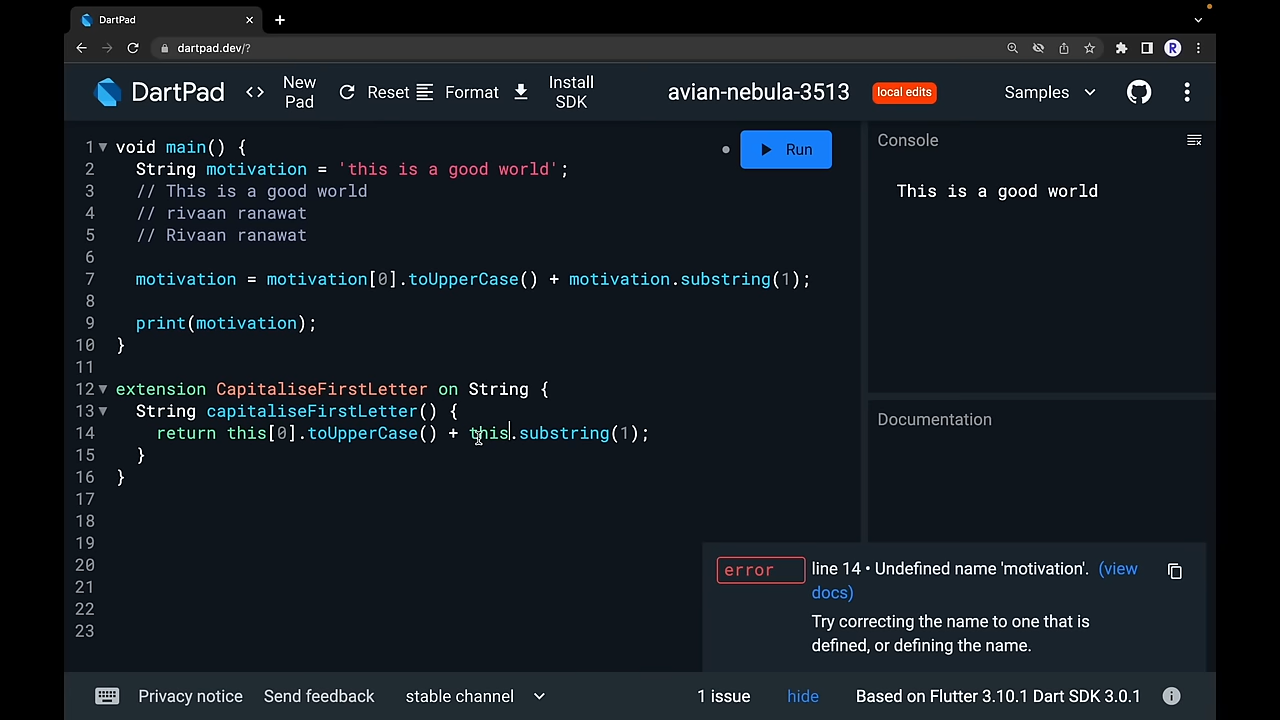 DartPad
dartpad.dev/?
R
DartPad <> New Pad Reset Format Install SDK avian-nebula-3513 local edits Samples
1 void main() {
2 String motivation = 'this is a good world';
3 // This is a good world
4 // rivaan ranawat
5 // Rivaan ranawat
6
7 motivation = motivation[0].toUpperCase() + motivation.substring(1);
8
9 print(motivation);
10 }
11
12 extension CapitaliseFirstLetter on String {
13 String capitaliseFirstLetter() {
14 return this[0].toUpperCase() + this.substring(1);
15 }
16 }
17
18
19
20
21
22
23
Run
Console
This is a good world
Documentation
error line 14 • Undefined name 'motivation'. (view
docs)
Try correcting the name to one that is
defined, or defining the name.
Privacy notice Send feedback stable channel 1 issue hide Based on Flutter 3.10.1 Dart SDK 3.0.1